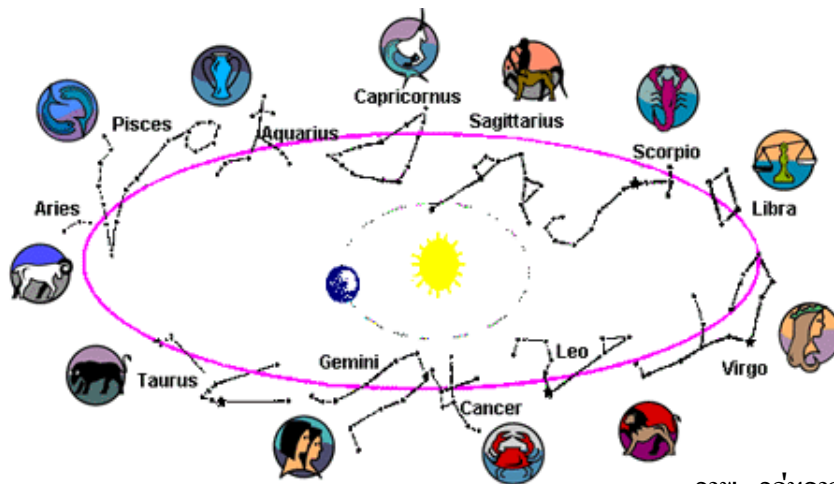 Capricornus
Pisces
Aquarius
Sagittarius
Scorpio
Aries
Libra
Gemini
Leo
Taurus
Virgo
Cancer